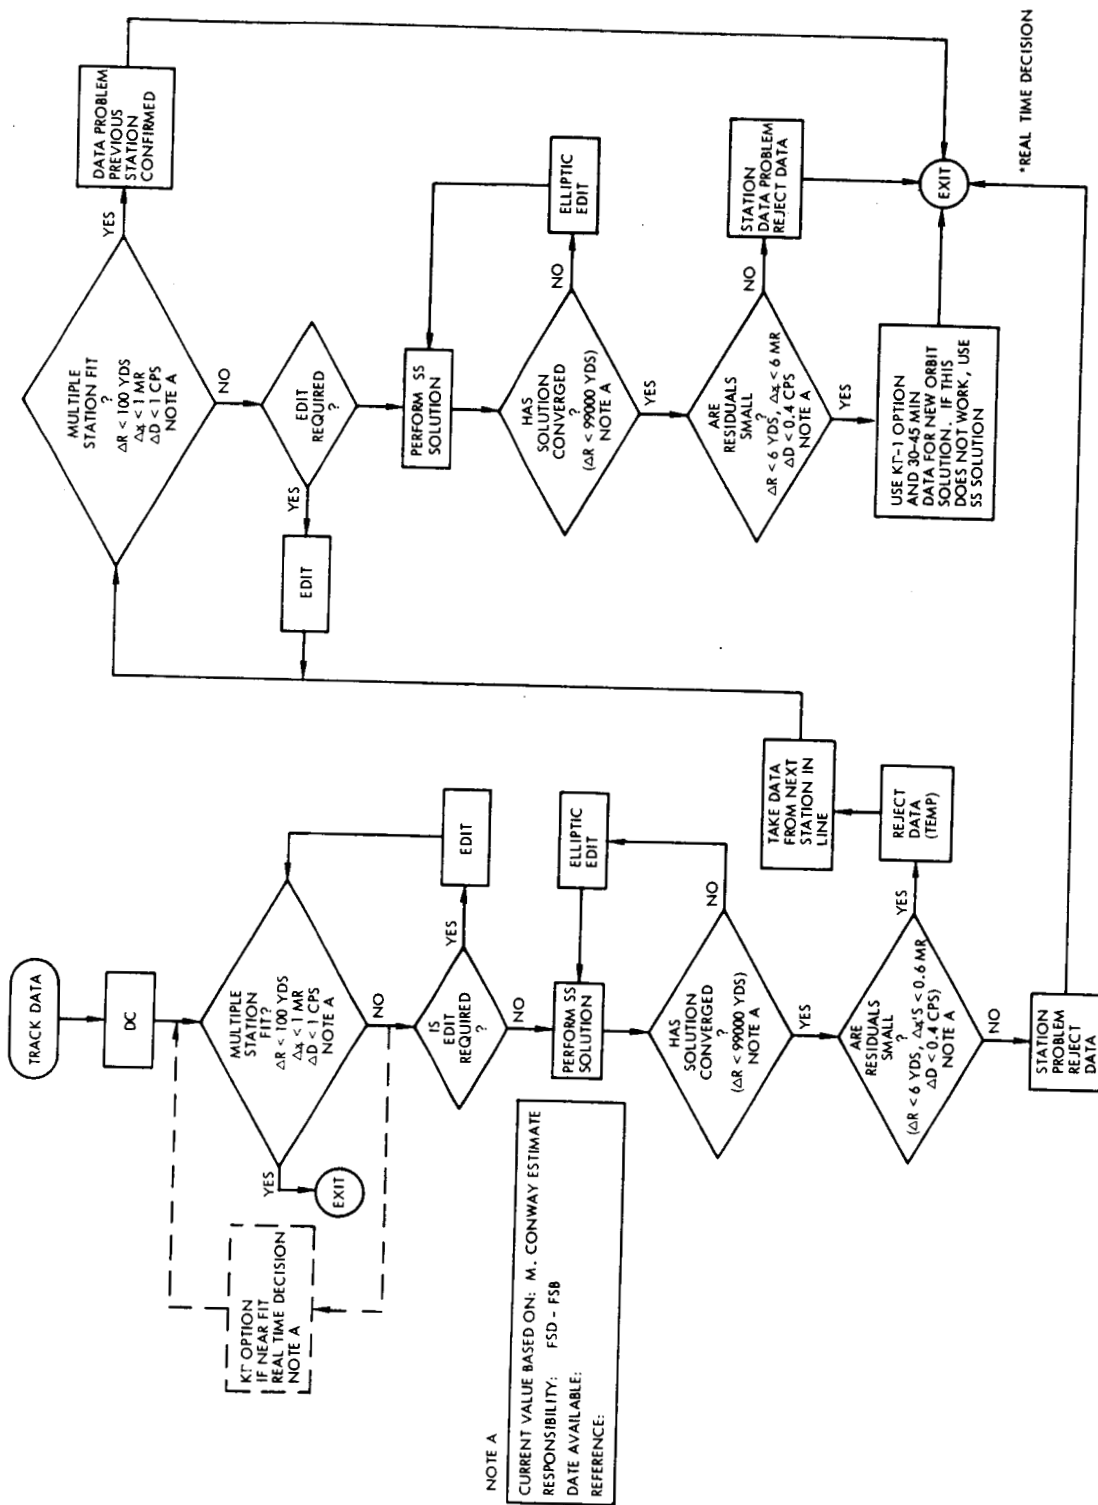 TRACK DATA
DC
MULTIPLE
STATION
FIT?
ΔR < 100 YDS
Δx < 1 MR
ΔD < 1 CPS
NOTE A
YES
EXIT
NO
KT OPTION
IF NEAR FIT
REAL TIME DECISION
NOTE A
IS
EDIT
REQUIRED
?
YES
EDIT
NO
PERFORM SS
SOLUTION
ELLIPTIC
EDIT
HAS
SOLUTION
CONVERGED
?
(ΔR < 99000 YDS)
NOTE A
NO
YES
ARE
RESIDUALS
SMALL
?
(ΔR < 6 YDS, Δx'S < 0.6 MR
ΔD < 0.4 CPS)
NOTE A
YES
REJECT
DATA
(TEMP)
TAKE DATA
FROM NEXT
STATION IN
LINE
NO
STATION
PROBLEM
REJECT
DATA
MULTIPLE
STATION FIT
?
ΔR < 100 YDS
Δx < 1 MR
ΔD < 1 CPS
NOTE A
YES
DATA PROBLEM
PREVIOUS
STATION
CONFIRMED
NO
EDIT
REQUIRED
?
YES
EDIT
PERFORM SS
SOLUTION
ELLIPTIC
EDIT
HAS
SOLUTION
CONVERGED
?
(ΔR < 99000 YDS)
NOTE A
NO
YES
ARE
RESIDUALS
SMALL
?
ΔR < 6 YDS, Δx < 6 MR
ΔD < 0.4 CPS
NOTE A
NO
STATION
DATA PROBLEM
REJECT DATA
YES
USE KT-1 OPTION
AND 30-45 MIN
DATA FOR NEW ORBIT
SOLUTION. IF THIS
DOES NOT WORK, USE
SS SOLUTION
EXIT
*REAL TIME DECISION
NOTE A
CURRENT VALUE BASED ON: M. CONWAY ESTIMATE
RESPONSIBILITY: FSD - FSB
DATE AVAILABLE:
REFERENCE: